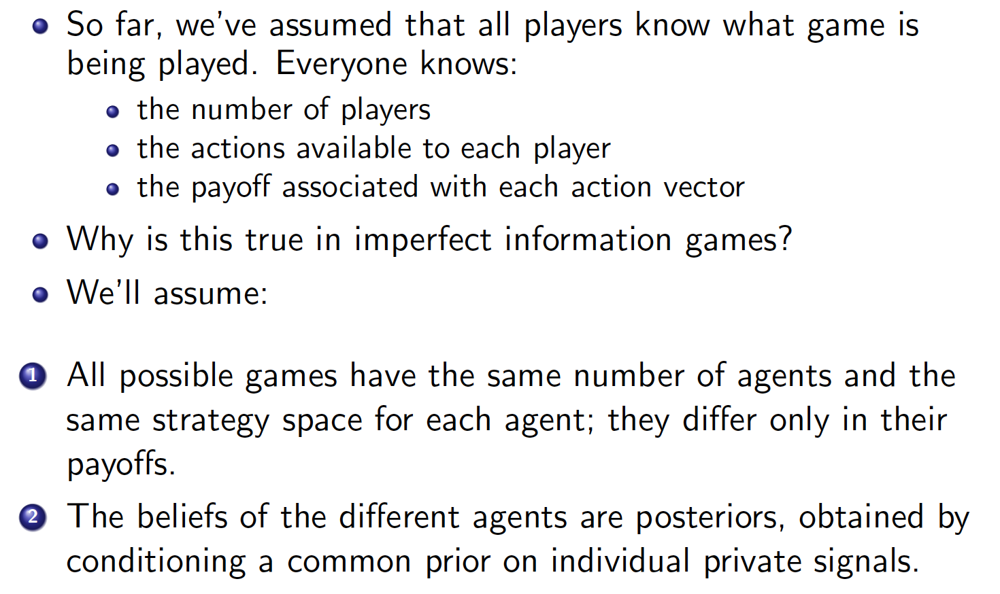 So far, we've assumed that all players know what game is
being played. Everyone knows:
the number of players
the actions available to each player
the payoff associated with each action vector
Why is this true in imperfect information games?
We'll assume:
1 All possible games have the same number of agents and the
same strategy space for each agent; they differ only in their
payoffs.
2 The beliefs of the different agents are posteriors, obtained by
conditioning a common prior on individual private signals.